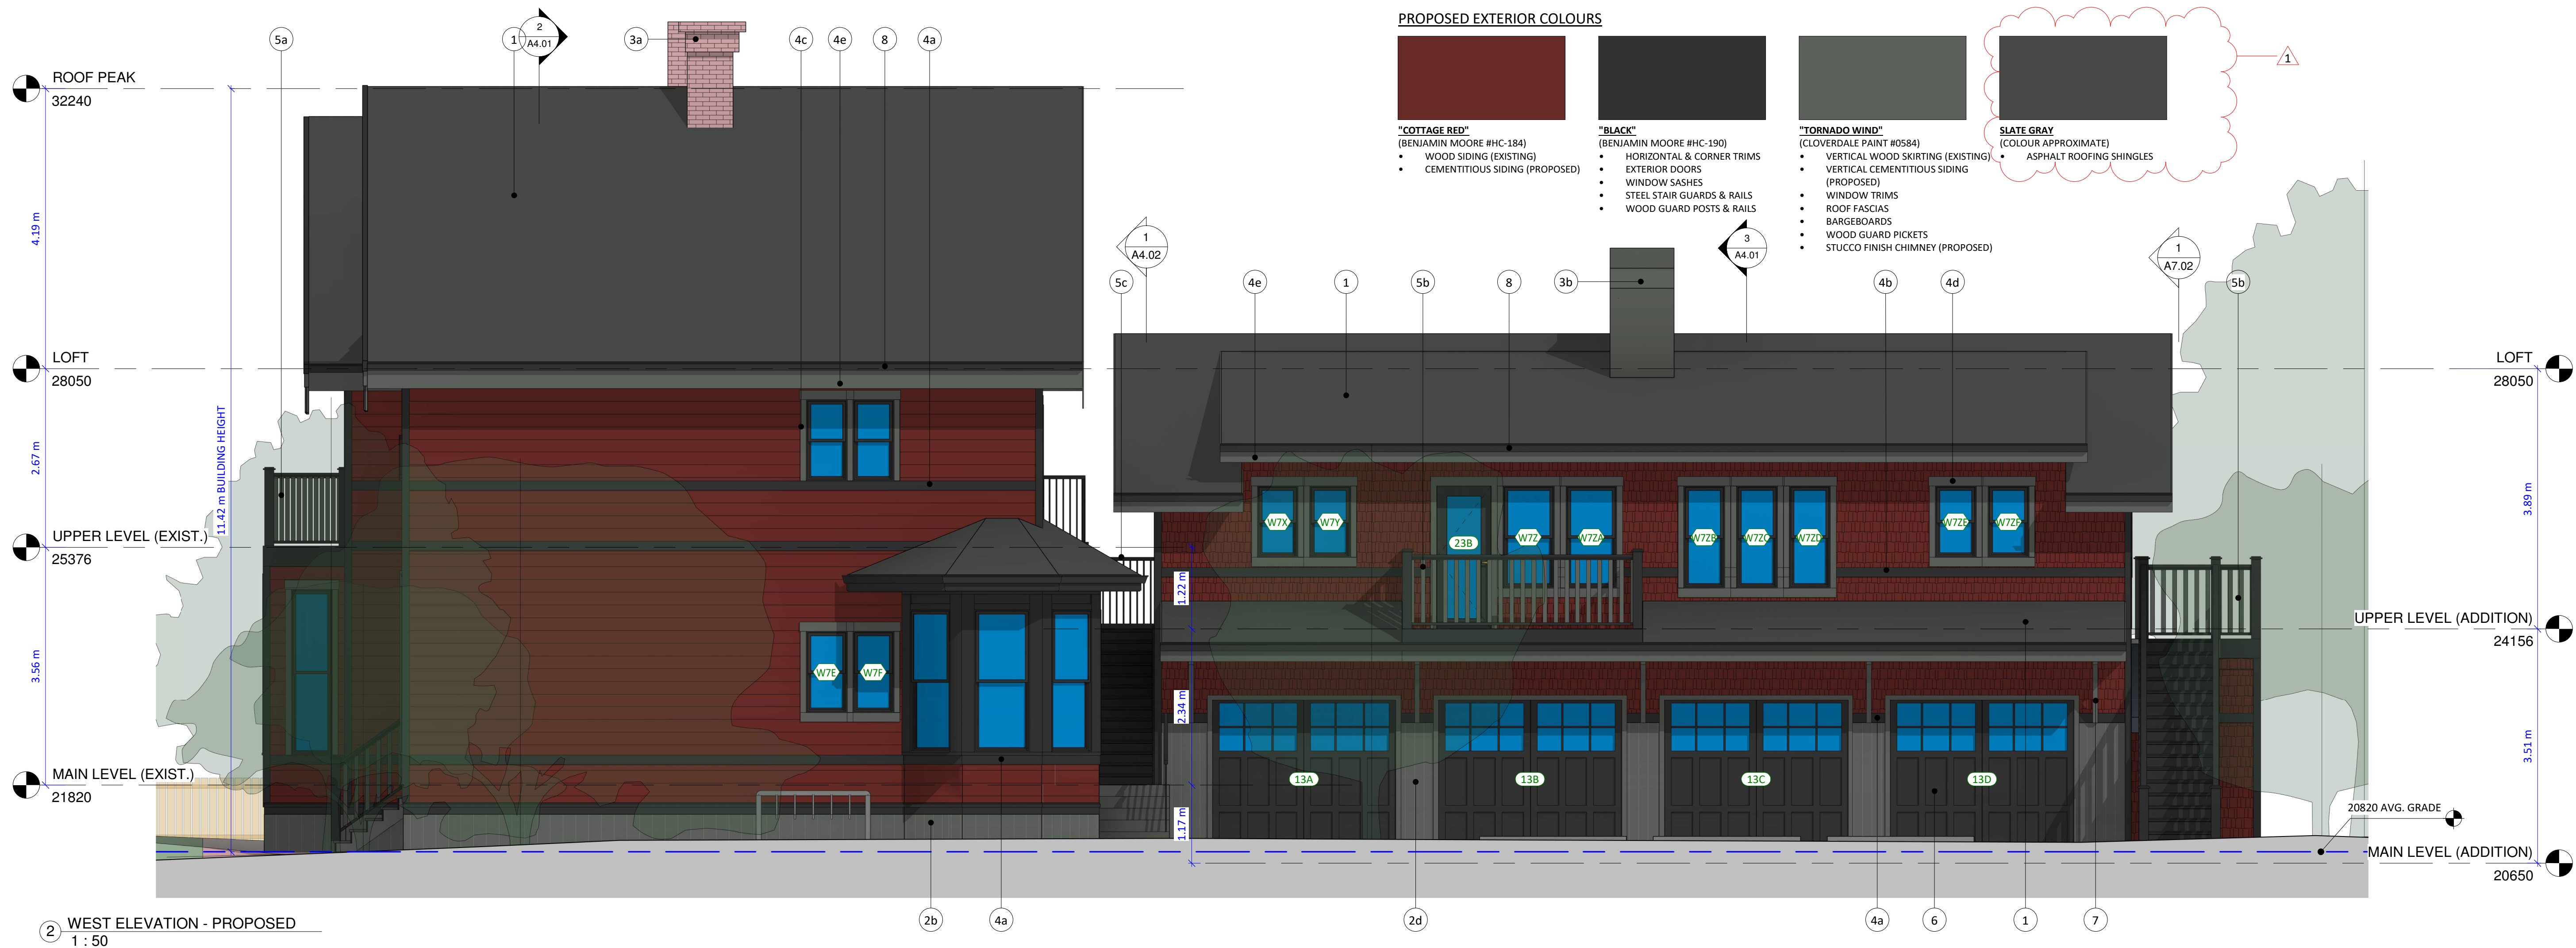 PROPOSED EXTERIOR COLOURS
"COTTAGE RED"
(BENJAMIN MOORE #HC-184)
• WOOD SIDING (EXISTING)
• CEMENTITIOUS SIDING (PROPOSED)
"BLACK"
(BENJAMIN MOORE #HC-190)
• HORIZONTAL & CORNER TRIMS
• EXTERIOR DOORS
• WINDOW SASHES
• STEEL STAIR GUARDS & RAILS
• WOOD GUARD POSTS & RAILS
"TORNADO WIND"
(CLOVERDALE PAINT #0584)
• VERTICAL WOOD SKIRTING (EXISTING)
• VERTICAL CEMENTITIOUS SIDING
(PROPOSED)
• WINDOW TRIMS
• ROOF FASCIAS
• BARGEBOARDS
• WOOD GUARD PICKETS
• STUCCO FINISH CHIMNEY (PROPOSED)
SLATE GRAY
(COLOUR APPROXIMATE)
• ASPHALT ROOFING SHINGLES
1
5a
1
2
A4.01
3a
4c
4e
8
4a
ROOF PEAK
32240
4.19 m
LOFT
28050
2.67 m
11.42 m BUILDING HEIGHT
UPPER LEVEL (EXIST.)
25376
3.56 m
MAIN LEVEL (EXIST.)
21820
1
A4.02
3
A4.01
1
A7.02
5c
4e
1
5b
8
3b
4b
4d
5b
LOFT
28050
3.89 m
UPPER LEVEL (ADDITION)
24156
3.51 m
20820 AVG. GRADE
MAIN LEVEL (ADDITION)
20650
W7X
W7Y
23B
W7Z
W7ZA
W7ZB
W7ZC
W7ZD
W7ZE
W7ZF
W7E
W7F
1.22 m
2.34 m
1.17 m
13A
13B
13C
13D
2b
4a
2d
4a
6
1
7
2
WEST ELEVATION - PROPOSED
1 : 50